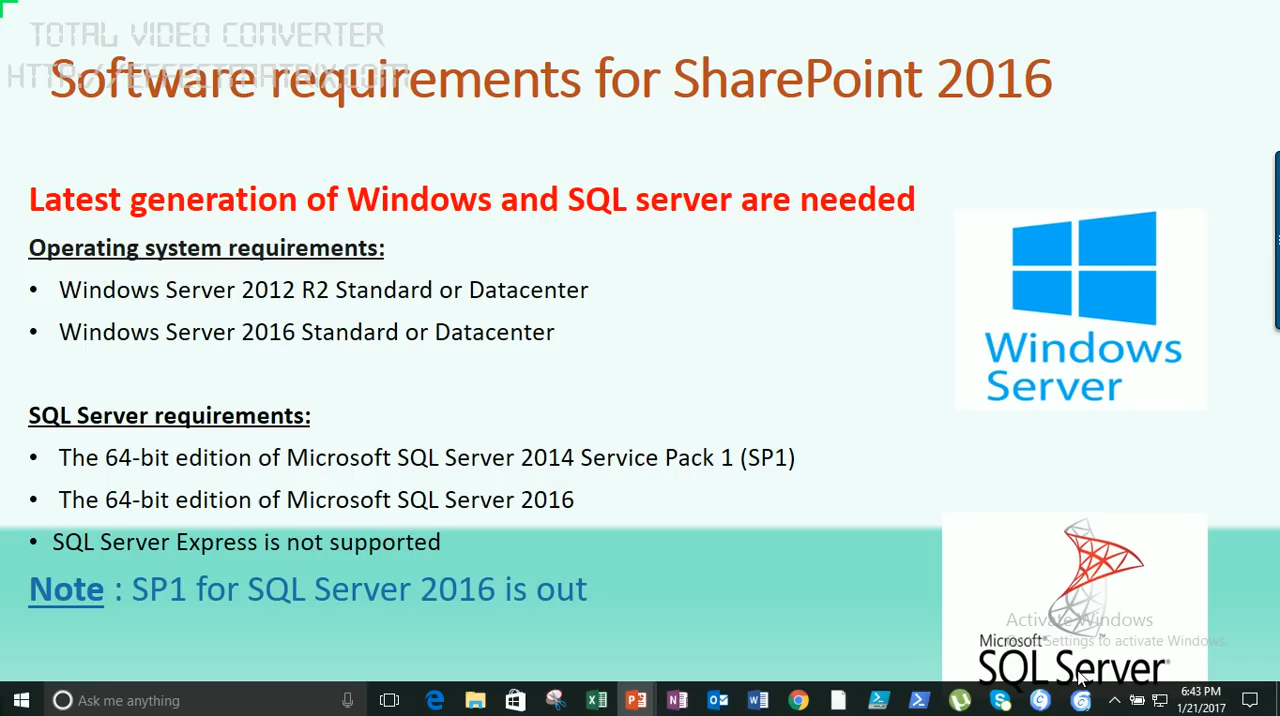 TOTAL VIDEO CONVERTER
HTTP://EFFECTMATRIX.COM
Software requirements for SharePoint 2016
Latest generation of Windows and SQL server are needed
Operating system requirements:
• Windows Server 2012 R2 Standard or Datacenter
• Windows Server 2016 Standard or Datacenter
Windows
Server
SQL Server requirements:
• The 64-bit edition of Microsoft SQL Server 2014 Service Pack 1 (SP1)
• The 64-bit edition of Microsoft SQL Server 2016
• SQL Server Express is not supported
Note : SP1 for SQL Server 2016 is out
Activate Windows
Settings to activate Windows.
Microsoft®
SQL Server®
Ask me anything
6:43 PM
1/21/2017